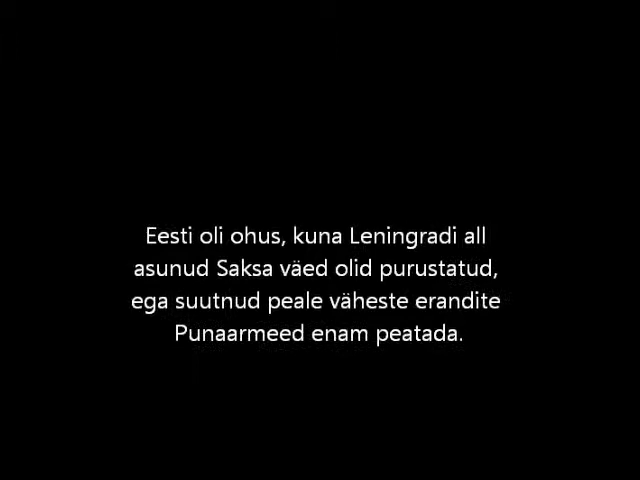 Eesti oli ohus, kuna Leningradi all
asunud Saksa väed olid purustatud,
ega suutnud peale väheste erandite
Punaarmeed enam peatada.